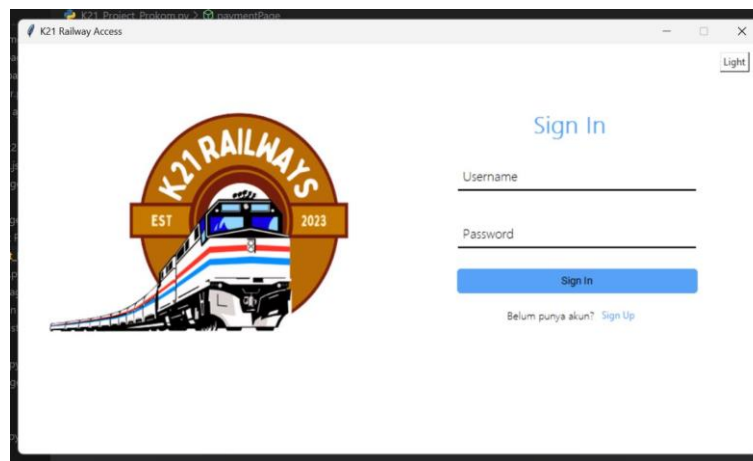 K21_Project_Prokom.py > paymentPage
K21 Railway Access
Light
K21 RAILWAYS
EST 2023
Sign In
Username
Password
Sign In
Belum punya akun? Sign Up